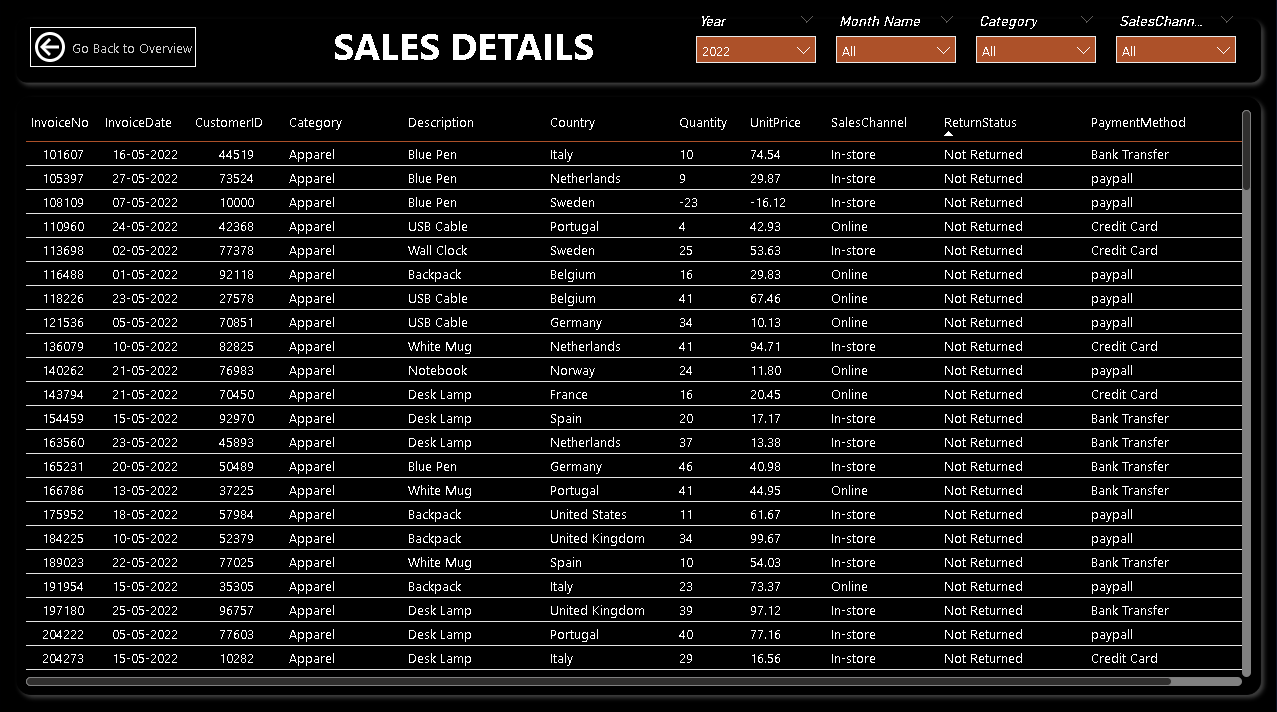 Go Back to Overview
SALES DETAILS
Year Month Name Category SalesChann...
2022 All All All
InvoiceNo InvoiceDate CustomerID Category Description Country Quantity UnitPrice SalesChannel ReturnStatus PaymentMethod
101607 16-05-2022 44519 Apparel Blue Pen Italy 10 74.54 In-store Not Returned Bank Transfer
105397 27-05-2022 73524 Apparel Blue Pen Netherlands 9 29.87 In-store Not Returned paypall
108109 07-05-2022 10000 Apparel Blue Pen Sweden -23 -16.12 In-store Not Returned paypall
110960 24-05-2022 42368 Apparel USB Cable Portugal 4 42.93 Online Not Returned Credit Card
113698 02-05-2022 77378 Apparel Wall Clock Sweden 25 53.63 In-store Not Returned Credit Card
116488 01-05-2022 92118 Apparel Backpack Belgium 16 29.83 Online Not Returned paypall
118226 23-05-2022 27578 Apparel USB Cable Belgium 41 67.46 Online Not Returned paypall
121536 05-05-2022 70851 Apparel USB Cable Germany 34 10.13 Online Not Returned paypall
136079 10-05-2022 82825 Apparel White Mug Netherlands 41 94.71 In-store Not Returned Credit Card
140262 21-05-2022 76983 Apparel Notebook Norway 24 11.80 Online Not Returned paypall
143794 21-05-2022 70450 Apparel Desk Lamp France 16 20.45 Online Not Returned Credit Card
154459 15-05-2022 92970 Apparel Desk Lamp Spain 20 17.17 In-store Not Returned Bank Transfer
163560 23-05-2022 45893 Apparel Desk Lamp Netherlands 37 13.38 In-store Not Returned Bank Transfer
165231 20-05-2022 50489 Apparel Blue Pen Germany 46 40.98 In-store Not Returned Bank Transfer
166786 13-05-2022 37225 Apparel White Mug Portugal 41 44.95 Online Not Returned Bank Transfer
175952 18-05-2022 57984 Apparel Backpack United States 11 61.67 In-store Not Returned paypall
184225 10-05-2022 52379 Apparel Backpack United Kingdom 34 99.67 In-store Not Returned paypall
189023 22-05-2022 77025 Apparel White Mug Spain 10 54.03 In-store Not Returned Bank Transfer
191954 15-05-2022 35305 Apparel Backpack Italy 23 73.37 Online Not Returned paypall
197180 25-05-2022 96757 Apparel Desk Lamp United Kingdom 39 97.12 In-store Not Returned Bank Transfer
204222 05-05-2022 77603 Apparel Desk Lamp Portugal 40 77.16 In-store Not Returned paypall
204273 15-05-2022 10282 Apparel Desk Lamp Italy 29 16.56 In-store Not Returned Credit Card